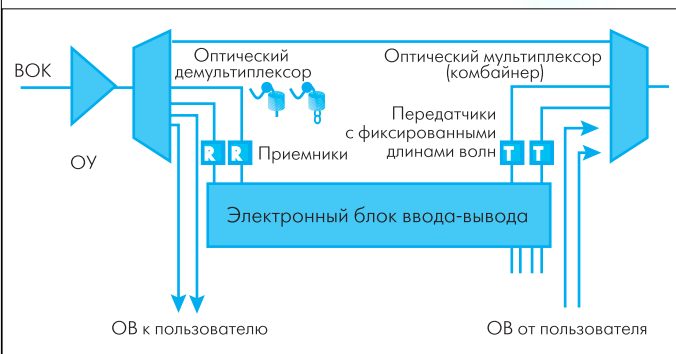 Оптический
демультиплексор
Оптический мультиплексор
(комбайнер)
ВОК
Передатчики
с фиксированными
длинами волн
ОУ
R R
Приемники
T T
Электронный блок ввода-вывода
ОВ к пользователю
ОВ от пользователя